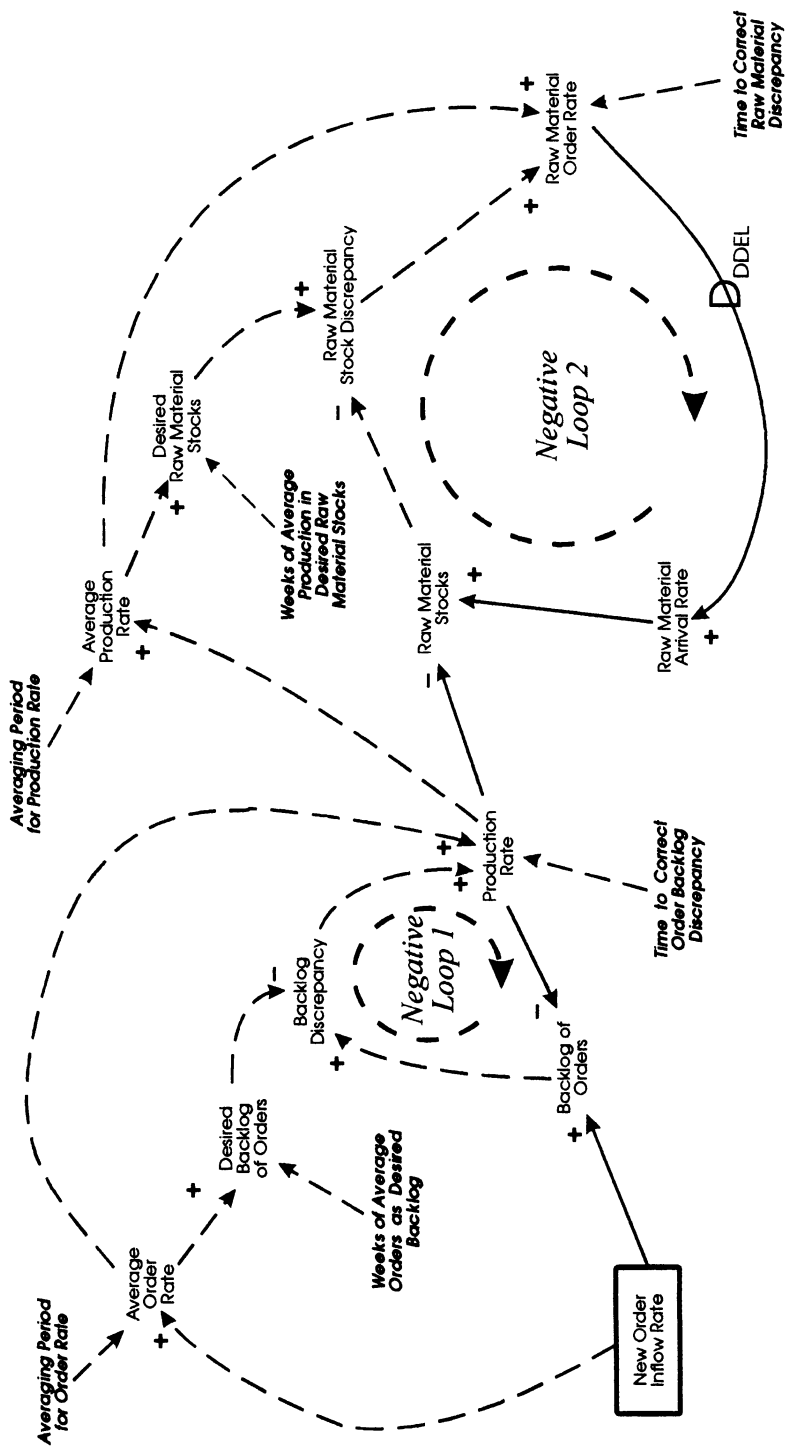 Averaging Period
for Order Rate
Average
Order
Rate
+
+
Desired
Backlog
of Orders
Weeks of Average
Orders as Desired
Backlog
New Order
Inflow Rate
+
Backlog of
Orders
–
+
Backlog
Discrepancy
–
Negative
Loop 1
+
+
Production
Rate
Time to Correct
Order Backlog
Discrepancy
Averaging Period
for Production Rate
Average
Production
Rate
+
+
Desired
Raw Material
Stocks
Weeks of Average
Production in
Desired Raw
Material Stocks
+
Raw Material
Stock Discrepancy
–
Raw Material
Stocks
–
+
Raw Material
Arrival Rate
+
Negative
Loop 2
D
DDEL
+
+
Raw Material
Order Rate
Time to Correct
Raw Material
Discrepancy